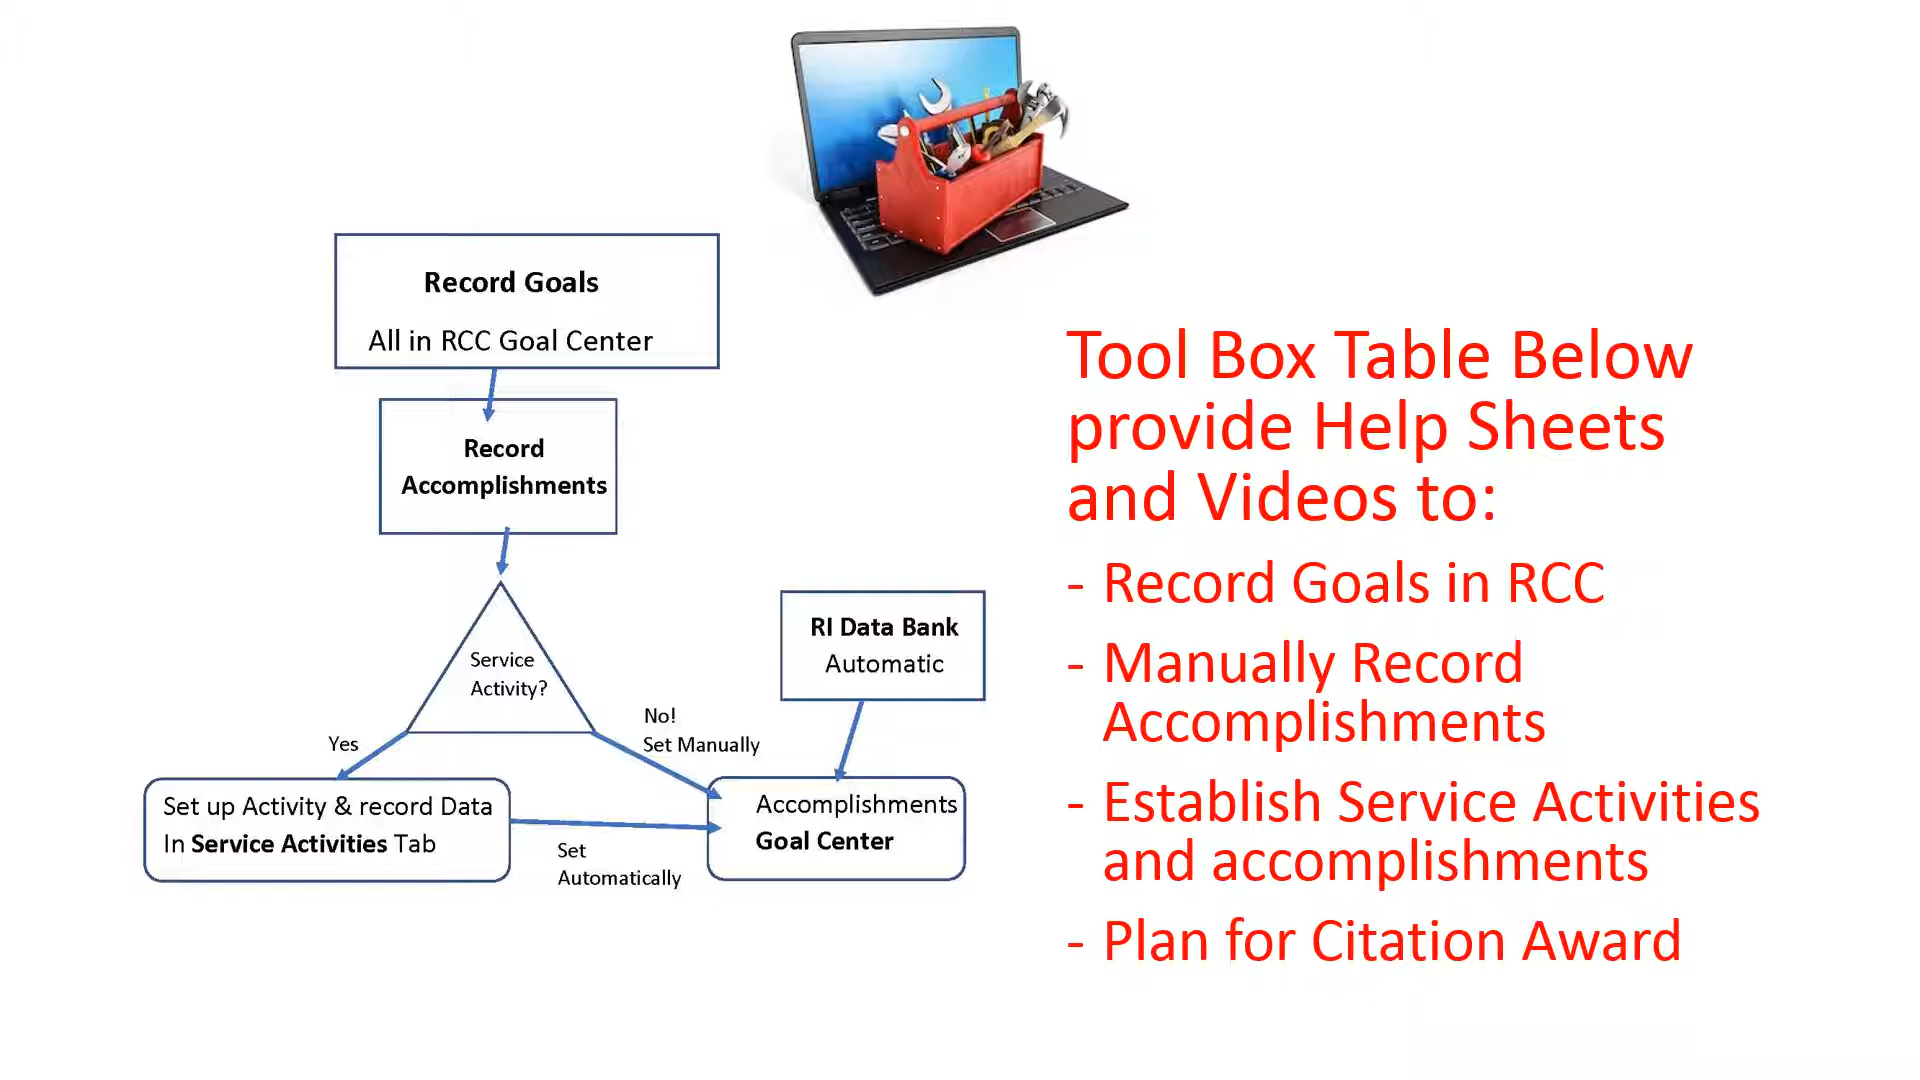 Record Goals
All in RCC Goal Center
Record
Accomplishments
Service
Activity?
Yes
No!
Set Manually
RI Data Bank
Automatic
Set up Activity & record Data
In Service Activities Tab
Set
Automatically
Accomplishments
Goal Center
Tool Box Table Below
provide Help Sheets
and Videos to:
- Record Goals in RCC
- Manually Record
Accomplishments
- Establish Service Activities
and accomplishments
- Plan for Citation Award